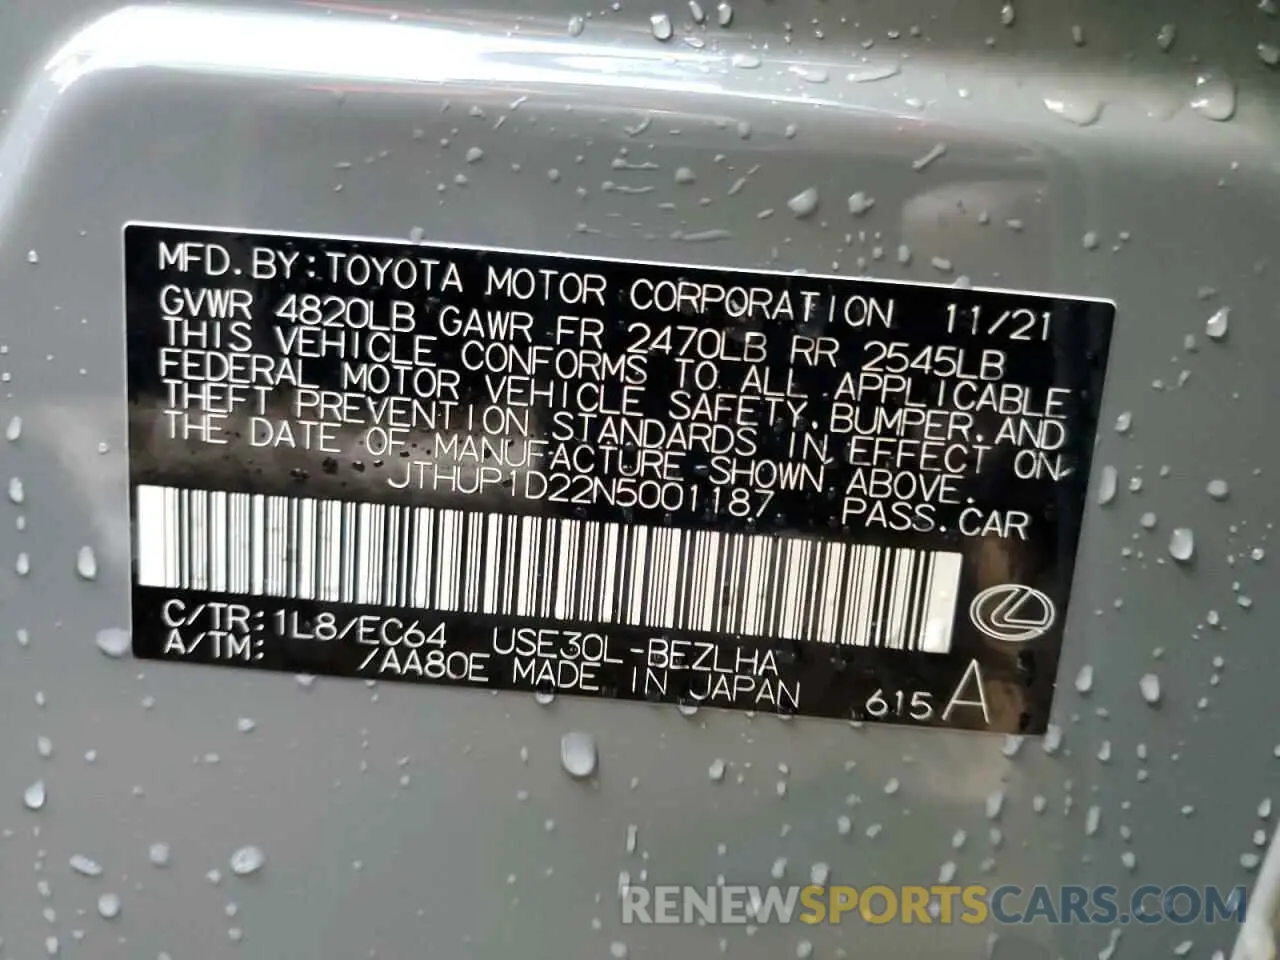 MFD. BY: TOYOTA MOTOR CORPORATION 11/21
GVWR 4820LB GAWR FR 2470LB RR 2545LB
THIS VEHICLE CONFORMS TO ALL APPLICABLE
FEDERAL MOTOR VEHICLE SAFETY, BUMPER, AND
THEFT PREVENTION STANDARDS IN EFFECT ON
THE DATE OF MANUFACTURE SHOWN ABOVE.
JTHUP1D22N5001187 PASS. CAR
C/TR: 1L8/EC64 USE30L-BEZLHA
A/TM: /AA80E MADE IN JAPAN 615 A
RENEWSPORTSCARS.COM